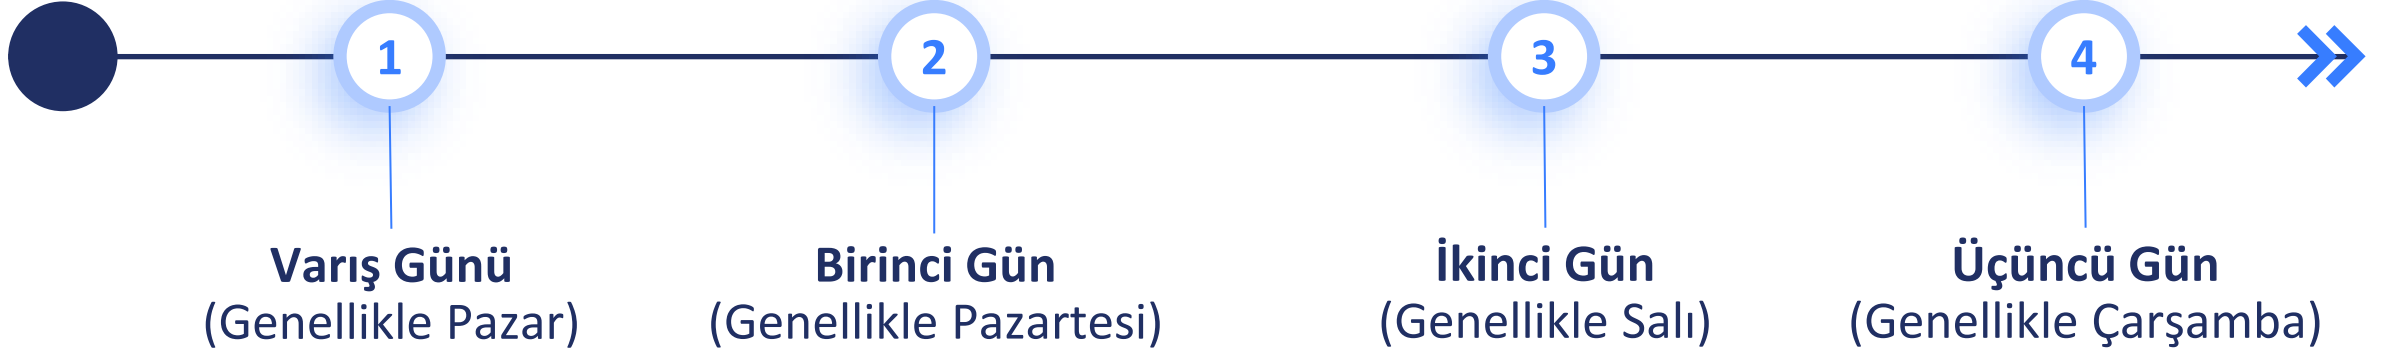 1
2
3
4
Varış Günü
(Genellikle Pazar)
Birinci Gün
(Genellikle Pazartesi)
İkinci Gün
(Genellikle Salı)
Üçüncü Gün
(Genellikle Çarşamba)